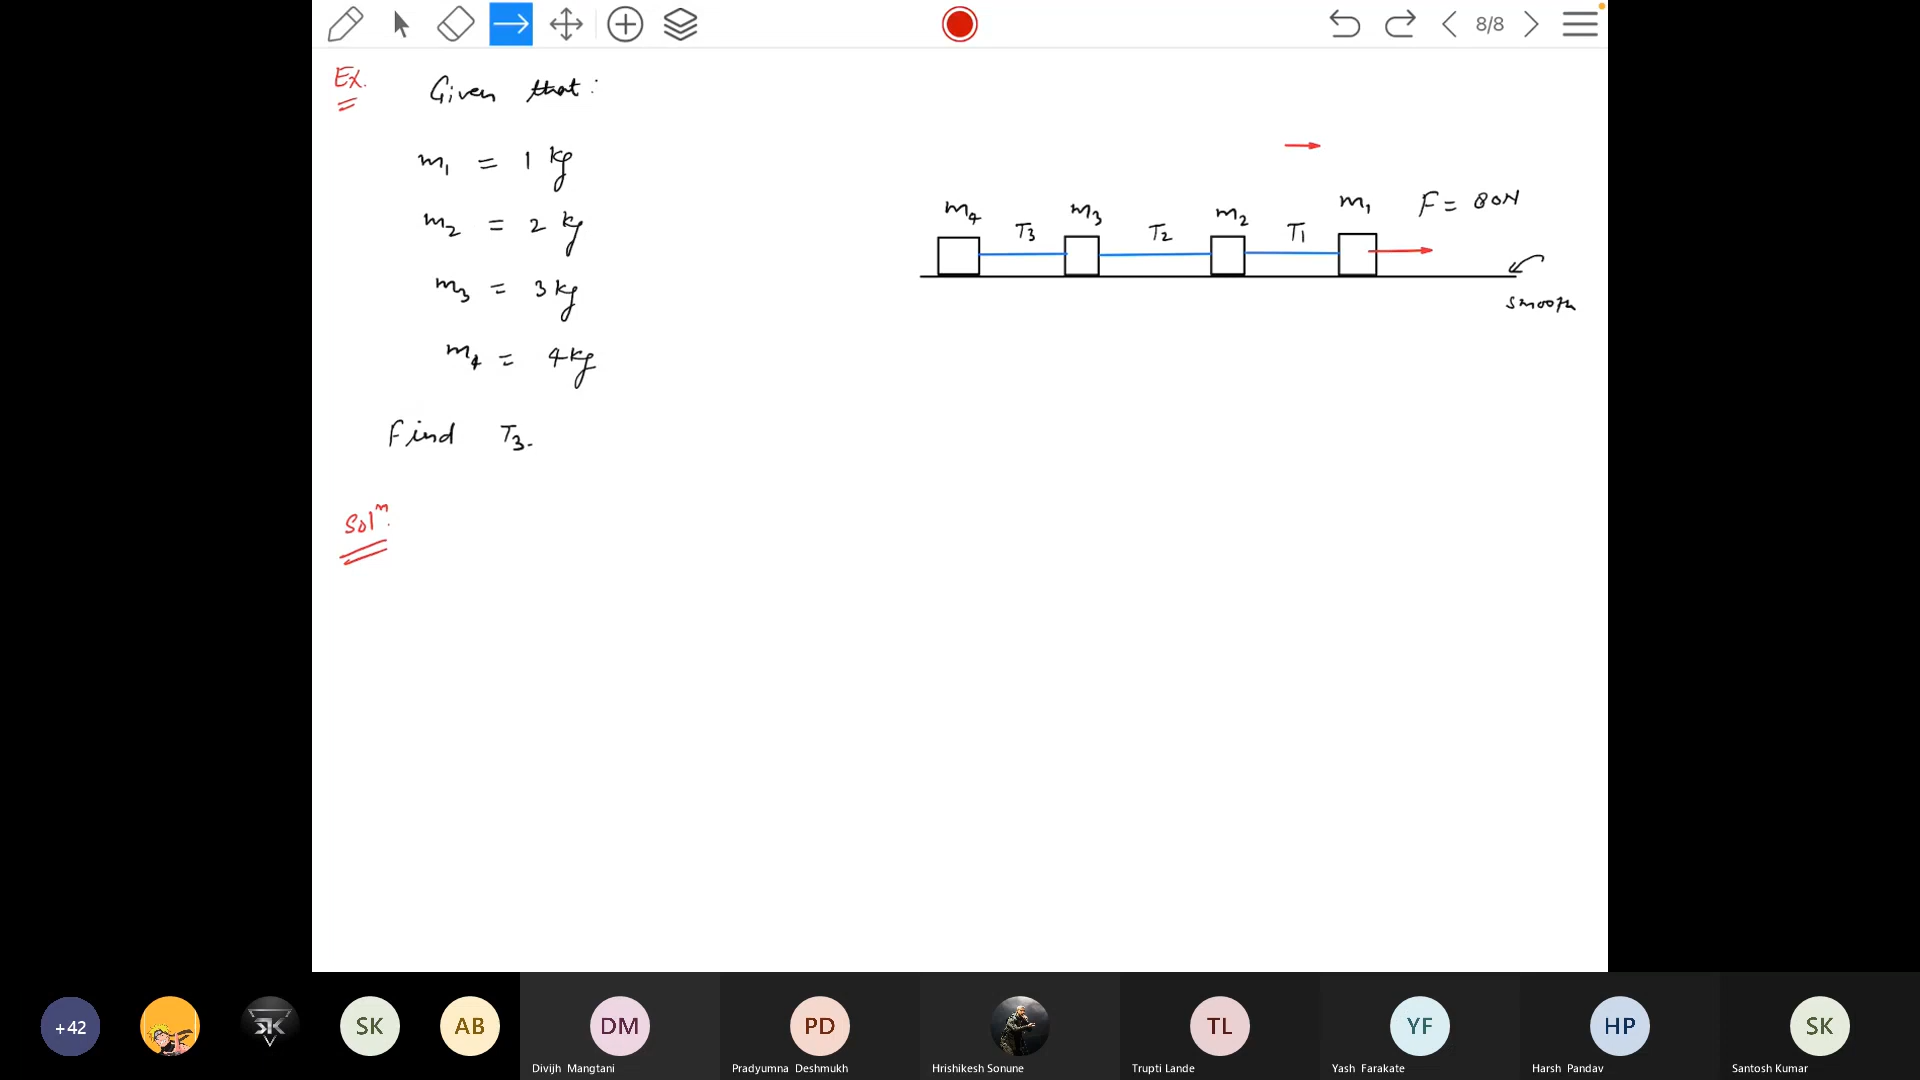 8/8
Ex. Given that:
m₁ = 1 kg
m₂ = 2 kg
m₃ = 3 kg
m₄ = 4 kg
Find T₃.
Solⁿ.
m₄ T₃ m₃ T₂ m₂ T₁ m₁ F = 80N
smooth
+42 SK AB DM PD TL YF HP SK
Divijh Mangtani Pradyumna Deshmukh Hrishikesh Sonune Trupti Lande Yash Farakate Harsh Pandav Santosh Kumar